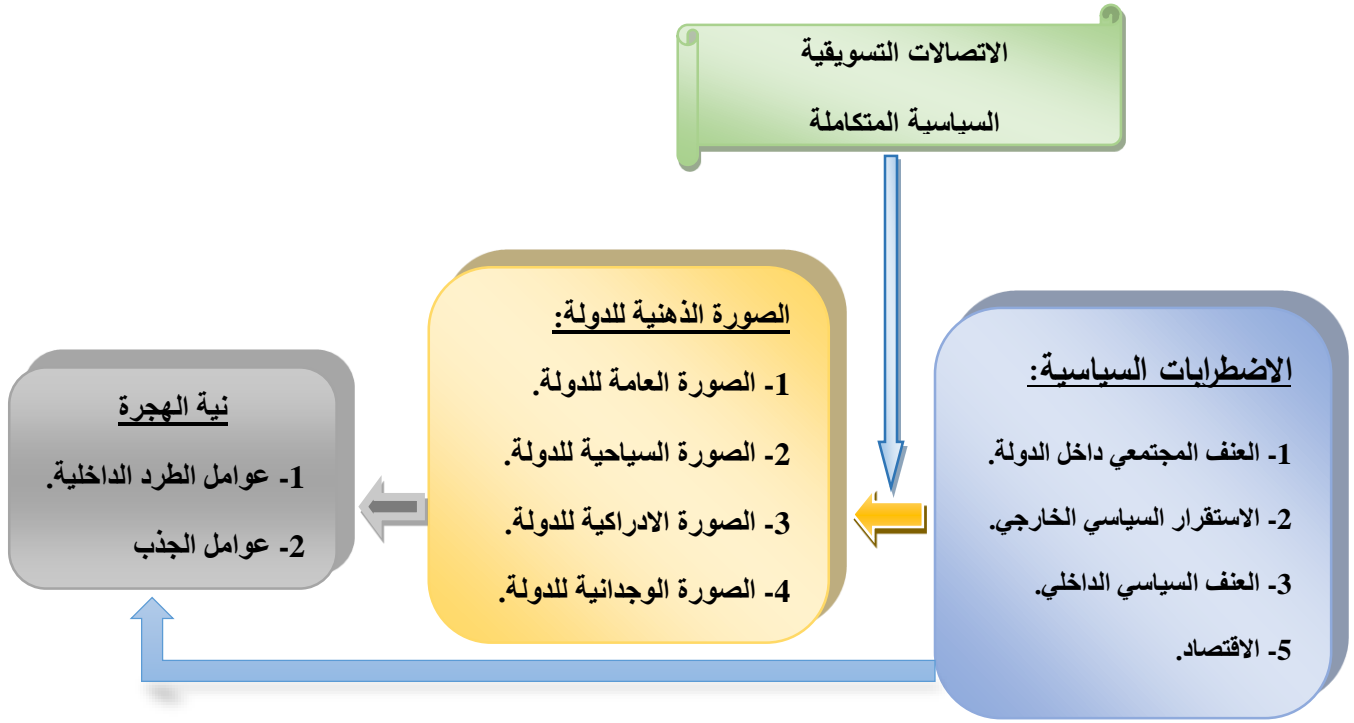 الاتصالات التسويقية
السياسية المتكاملة
الاضطرابات السياسية:
1- العنف المجتمعي داخل الدولة.
2- الاستقرار السياسي الخارجي.
3- العنف السياسي الداخلي.
5- الاقتصاد.
الصورة الذهنية للدولة:
1- الصورة العامة للدولة.
2- الصورة السياحية للدولة.
3- الصورة الادراكية للدولة.
4- الصورة الوجدانية للدولة.
نية الهجرة
1- عوامل الطرد الداخلية.
2- عوامل الجذب